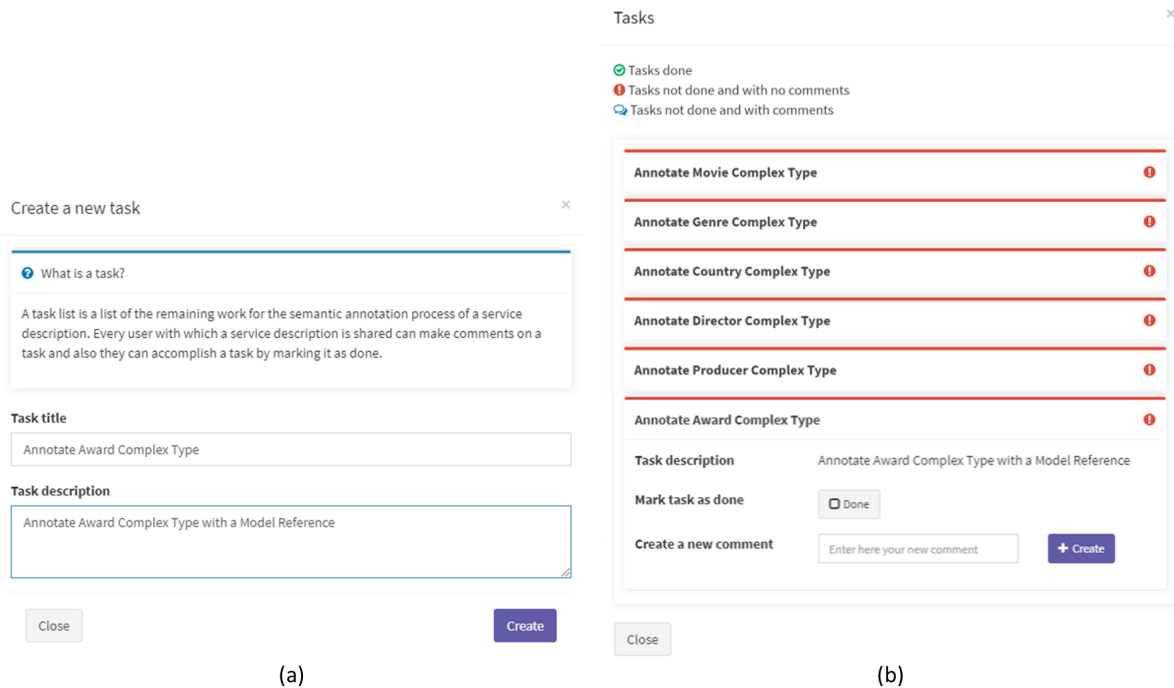 Create a new task
×
What is a task?
A task list is a list of the remaining work for the semantic annotation process of a service
description. Every user with which a service description is shared can make comments on a
task and also they can accomplish a task by marking it as done.
Task title
Annotate Award Complex Type
Task description
Annotate Award Complex Type with a Model Reference
Close
Create
(a)
Tasks
×
Tasks done
Tasks not done and with no comments
Tasks not done and with comments
Annotate Movie Complex Type
Annotate Genre Complex Type
Annotate Country Complex Type
Annotate Director Complex Type
Annotate Producer Complex Type
Annotate Award Complex Type
Task description
Annotate Award Complex Type with a Model Reference
Mark task as done
Done
Create a new comment
Enter here your new comment
+ Create
Close
(b)